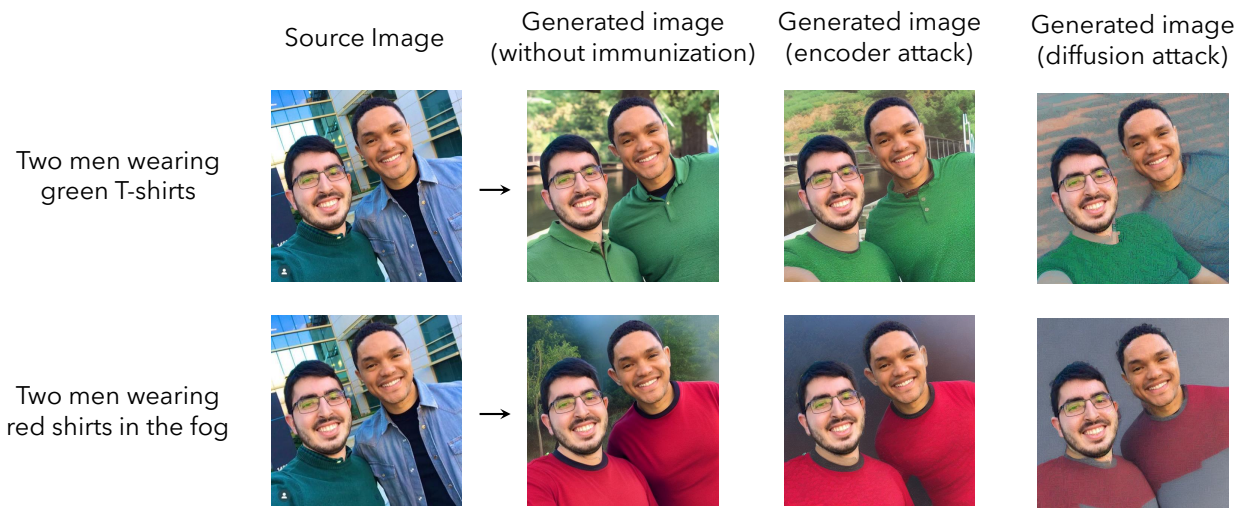 Source Image
Generated image
(without immunization)
Generated image
(encoder attack)
Generated image
(diffusion attack)
Two men wearing
green T-shirts
Two men wearing
red shirts in the fog